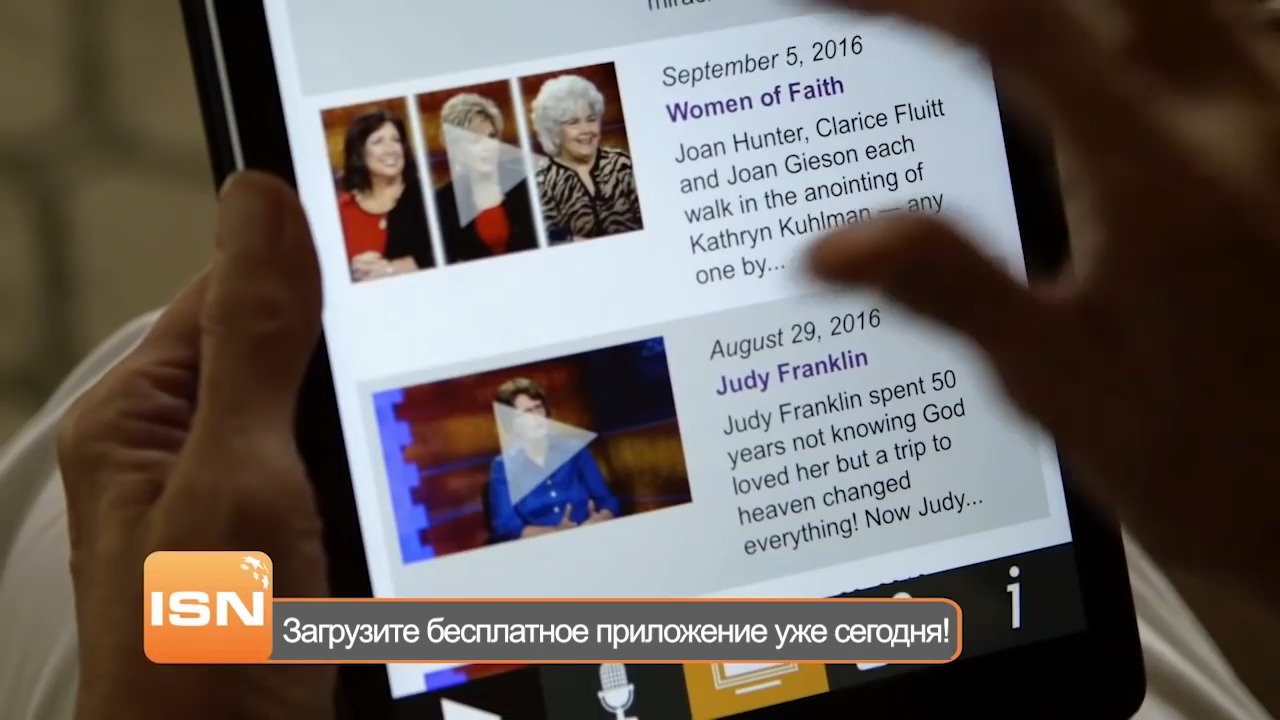 September 5, 2016
Women of Faith
Joan Hunter, Clarice Fluitt
and Joan Gieson each
walk in the anointing of
Kathryn Kuhlman — any
one by...
August 29, 2016
Judy Franklin
Judy Franklin spent 50
years not knowing God
loved her but a trip to
heaven changed
everything! Now Judy...
ISN
Загрузите бесплатное приложение уже сегодня!